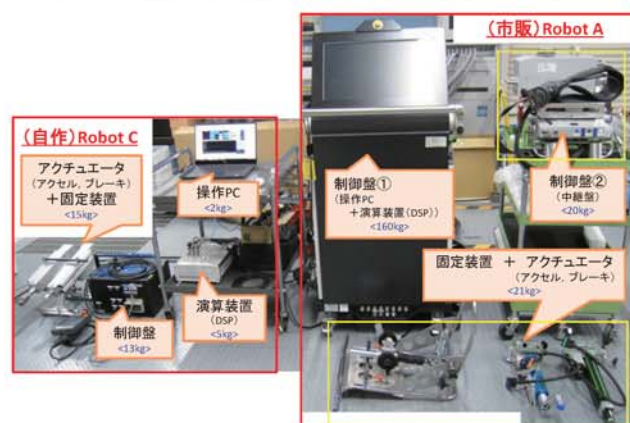 (自作)Robot C
アクチュエータ
(アクセル, ブレーキ)
+固定装置
<15kg>
操作PC
<2kg>
演算装置
(DSP)
<5kg>
制御盤
<13kg>
(市販)Robot A
制御盤①
(操作PC
+演算装置(DSP))
<160kg>
制御盤②
(中継盤)
<20kg>
固定装置 + アクチュエータ
(アクセル, ブレーキ)
<21kg>